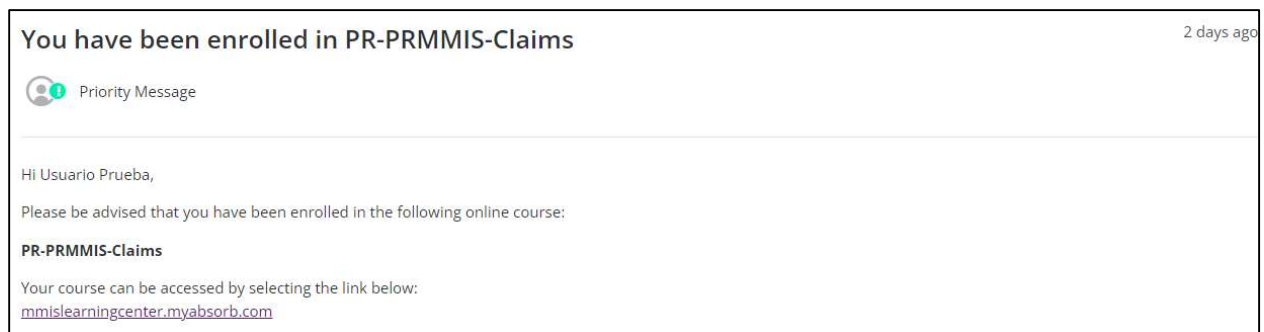 You have been enrolled in PR-PRMMIS-Claims
2 days ago
Priority Message
Hi Usuario Prueba,
Please be advised that you have been enrolled in the following online course:
PR-PRMMIS-Claims
Your course can be accessed by selecting the link below:
mmislearningcenter.myabsorb.com